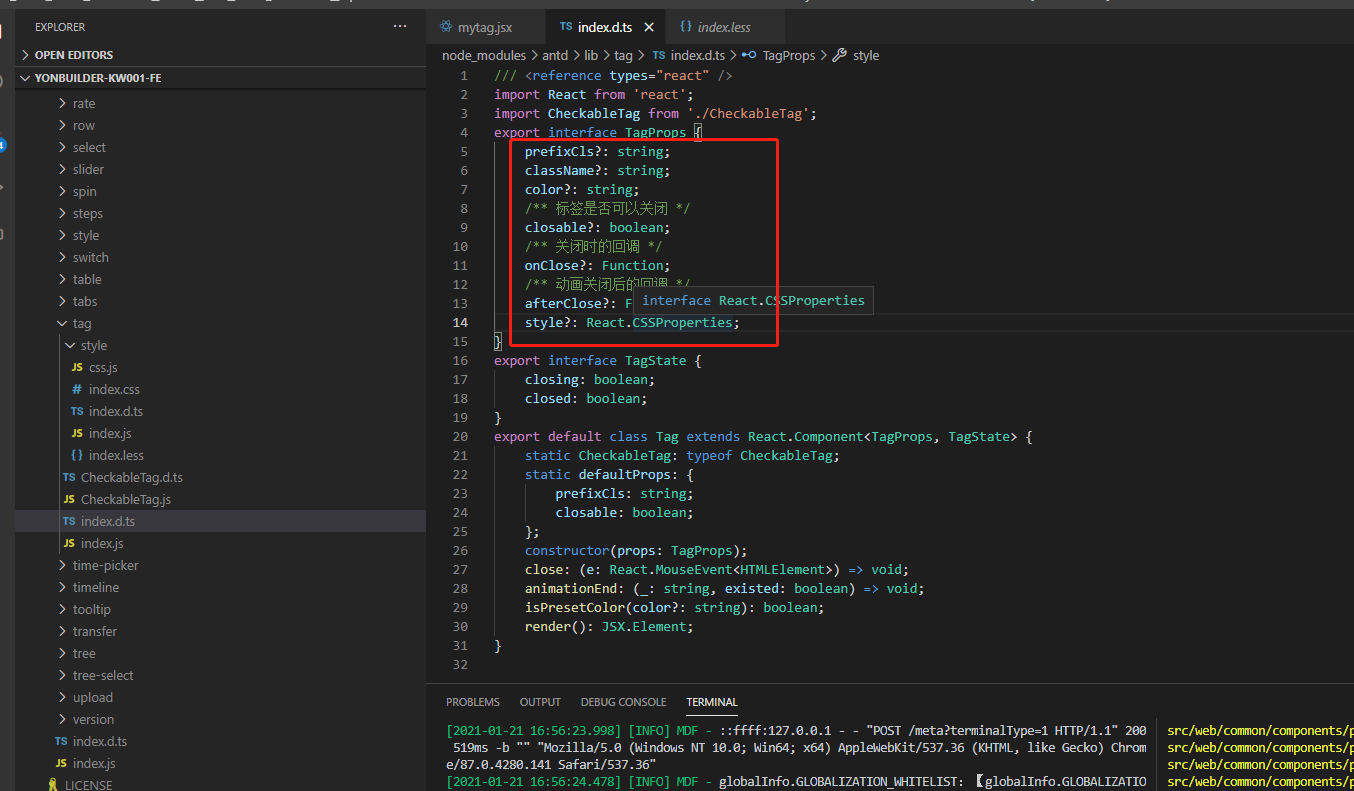 EXPLORER
···
OPEN EDITORS
YONBUILDER-KW001-FE
rate
row
select
slider
spin
steps
style
switch
table
tabs
tag
style
JS css.js
# index.css
TS index.d.ts
JS index.js
{} index.less
TS CheckableTag.d.ts
JS CheckableTag.js
TS index.d.ts
JS index.js
time-picker
timeline
tooltip
transfer
tree
tree-select
upload
version
TS index.d.ts
JS index.js
LICENSE
mytag.jsx
TS index.d.ts
{} index.less
node_modules > antd > lib > tag > TS index.d.ts > TagProps > style
1 /// <reference types="react" />
2 import React from 'react';
3 import CheckableTag from './CheckableTag';
4 export interface TagProps {
5 prefixCls?: string;
6 className?: string;
7 color?: string;
8 /** 标签是否可以关闭 */
9 closable?: boolean;
10 /** 关闭时的回调 */
11 onClose?: Function;
12 /** 动画关闭后的回调 */
interface React.CSSProperties
13 afterClose?: F
14 style?: React.CSSProperties;
15 }
16 export interface TagState {
17 closing: boolean;
18 closed: boolean;
19 }
20 export default class Tag extends React.Component<TagProps, TagState> {
21 static CheckableTag: typeof CheckableTag;
22 static defaultProps: {
23 prefixCls: string;
24 closable: boolean;
25 };
26 constructor(props: TagProps);
27 close: (e: React.MouseEvent<HTMLElement>) => void;
28 animationEnd: (_: string, existed: boolean) => void;
29 isPresetColor(color?: string): boolean;
30 render(): JSX.Element;
31 }
32
PROBLEMS
OUTPUT
DEBUG CONSOLE
TERMINAL
[2021-01-21 16:56:23.998] [INFO] MDF - ::ffff:127.0.0.1 - - "POST /meta?terminalType=1 HTTP/1.1" 200
519ms -b "" "Mozilla/5.0 (Windows NT 10.0; Win64; x64) AppleWebKit/537.36 (KHTML, like Gecko) Chrom
e/87.0.4280.141 Safari/537.36"
[2021-01-21 16:56:24.478] [INFO] MDF - globalInfo.GLOBALIZATION_WHITELIST: 【globalInfo.GLOBALIZATIO
src/web/common/components/p
src/web/common/components/p
src/web/common/components/p
src/web/common/components/p